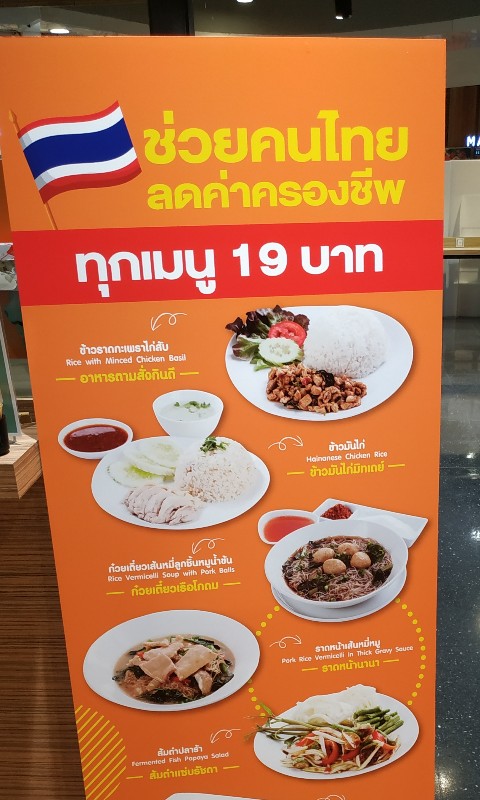 ช่วยคนไทย
ลดค่าครองชีพ
ทุกเมนู 19 บาท
ข้าวราดกะเพราไก่สับ
Rice with Minced Chicken Basil
อาหารตามสั่งกินดี
ข้าวมันไก่
Hainanese Chicken Rice
ข้าวมันไก่มิทเดย์
ก๋วยเตี๋ยวเส้นหมี่ลูกชิ้นหมูน้ำข้น
Rice Vermicelli Soup with Pork Balls
ก๋วยเตี๋ยวเรือโกฮบ
ราดหน้าเส้นหมี่หมู
Pork Rice Vermicelli in Thick Gravy Sauce
ราดหน้านานา
ส้มตำปลาร้า
Fermented Fish Papaya Salad
ส้มตำแซ่บรัชดา
MA